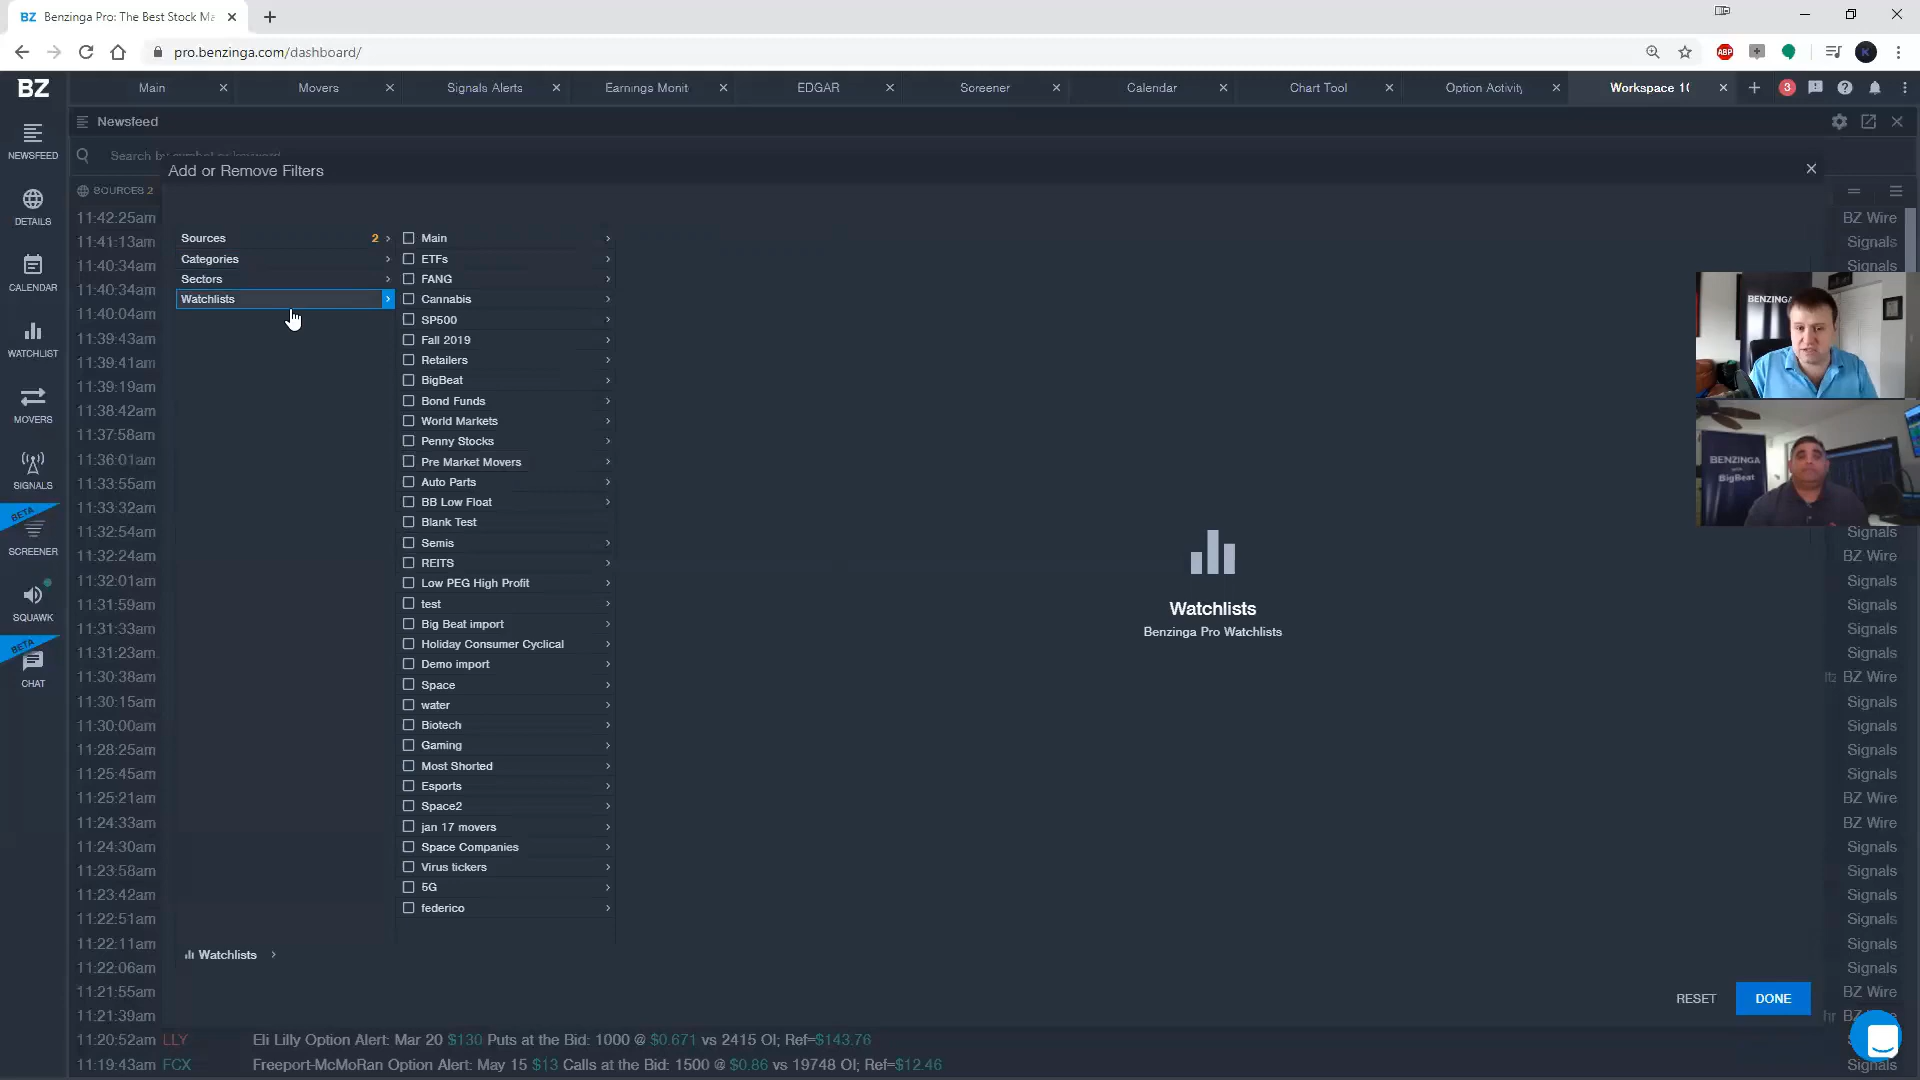 BZ Benzinga Pro: The Best Stock Ma
pro.benzinga.com/dashboard/
ABP
K
BZ
Main
Movers
Signals Alerts
Earnings Monit
EDGAR
Screener
Calendar
Chart Tool
Option Activity
Workspace 1
3
Newsfeed
Search by symbol or keyword
Add or Remove Filters
SOURCES 2
NEWSFEED
DETAILS
CALENDAR
WATCHLIST
MOVERS
SIGNALS
BETA
SCREENER
SQUAWK
BETA
CHAT
11:42:25am
11:41:13am
11:40:34am
11:40:34am
11:40:04am
11:39:43am
11:39:41am
11:39:19am
11:38:42am
11:37:58am
11:36:01am
11:33:55am
11:33:32am
11:32:54am
11:32:24am
11:32:01am
11:31:59am
11:31:33am
11:31:23am
11:30:38am
11:30:15am
11:30:00am
11:28:25am
11:25:45am
11:25:21am
11:24:33am
11:24:30am
11:23:58am
11:23:42am
11:22:51am
11:22:11am
11:22:06am
11:21:55am
11:21:39am
Sources 2
Categories
Sectors
Watchlists
Main
ETFs
FANG
Cannabis
SP500
Fall 2019
Retailers
BigBeat
Bond Funds
World Markets
Penny Stocks
Pre Market Movers
Auto Parts
BB Low Float
Blank Test
Semis
REITS
Low PEG High Profit
test
Big Beat import
Holiday Consumer Cyclical
Demo import
Space
water
Biotech
Gaming
Most Shorted
Esports
Space2
jan 17 movers
Space Companies
Virus tickers
5G
federico
Watchlists
Watchlists
Benzinga Pro Watchlists
RESET
DONE
BZ Wire
Signals
Signals
BENZINGA
BENZINGA
BigBeat
Signals
BZ Wire
Signals
Signals
Signals
Signals
BZ Wire
Signals
Signals
Signals
Signals
BZ Wire
BZ Wire
Signals
Signals
Signals
Signals
Signals
Signals
BZ Wire
11:20:52am LLY Eli Lilly Option Alert: Mar 20 $130 Puts at the Bid: 1000 @ $0.671 vs 2415 OI; Ref=$143.76
11:19:43am FCX Freeport-McMoRan Option Alert: May 15 $13 Calls at the Bid: 1500 @ $0.86 vs 19748 OI; Ref=$12.46 Signals